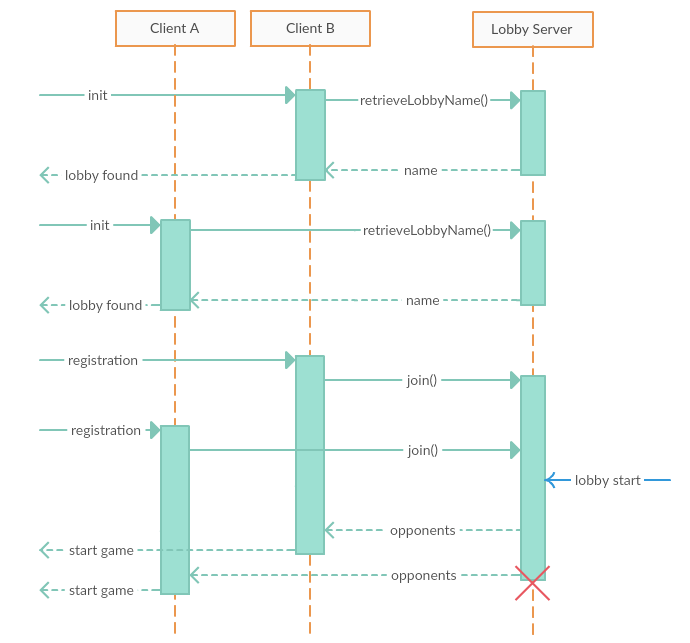 Client A
Client B
Lobby Server
init
retrieveLobbyName()
name
lobby found
init
retrieveLobbyName()
name
lobby found
registration
join()
registration
join()
lobby start
opponents
start game
opponents
start game